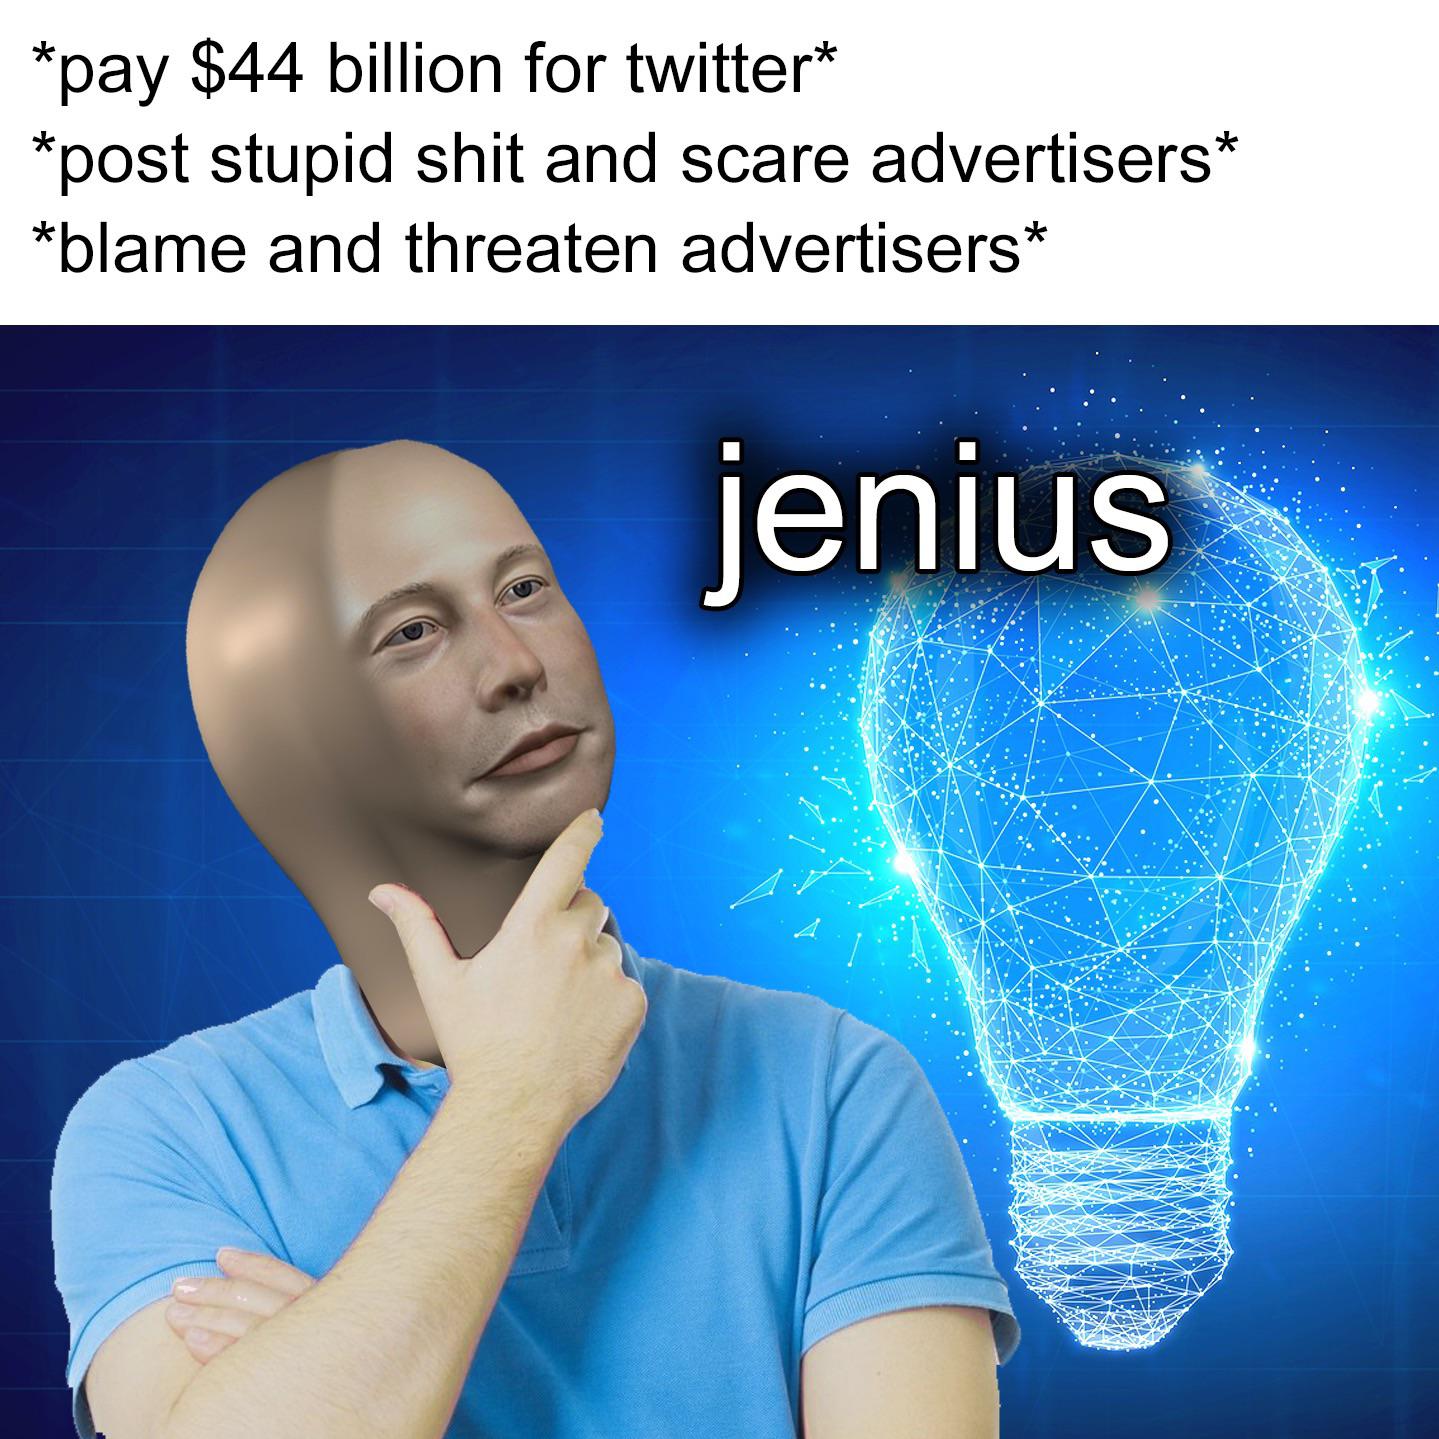 *pay $44 billion for twitter*
*post stupid shit and scare advertisers*
*blame and threaten advertisers*
jenius